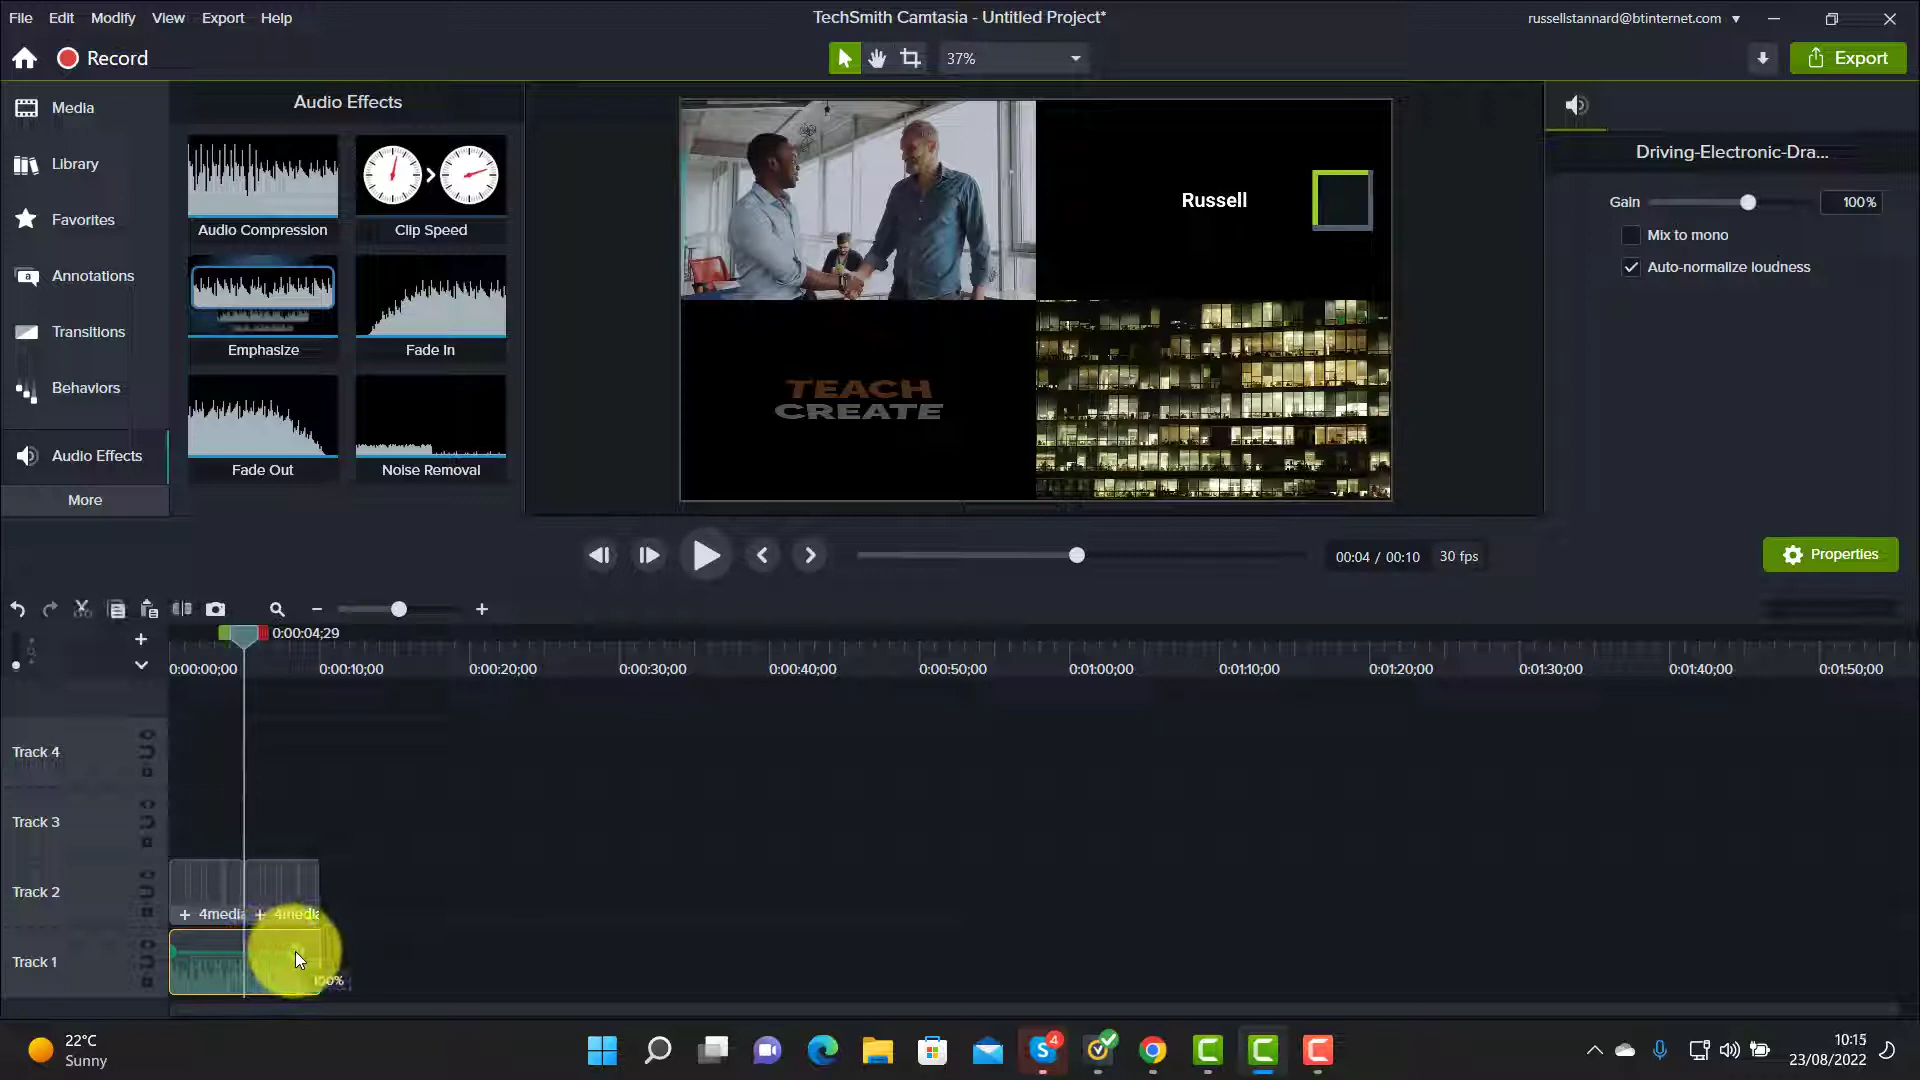 File Edit Modify View Export Help
TechSmith Camtasia - Untitled Project*
russellstannard@btinternet.com
Record
37%
Export
Media
Library
Favorites
Annotations
Transitions
Behaviors
Audio Effects
More
Audio Effects
Audio Compression
Clip Speed
Emphasize
Fade In
Fade Out
Noise Removal
Russell
TEACH
CREATE
Driving-Electronic-Dra...
Gain
100%
Mix to mono
Auto-normalize loudness
00:04 / 00:10
30 fps
Properties
0:00:04;29
0:00:00;00
0:00:10;00
0:00:20;00
0:00:30;00
0:00:40;00
0:00:50;00
0:01:00;00
0:01:10;00
0:01:20;00
0:01:30;00
0:01:40;00
0:01:50;00
Track 4
Track 3
Track 2
+ 4media
+ 4media
Track 1
100%
22°C
Sunny
4
10:15
23/08/2022